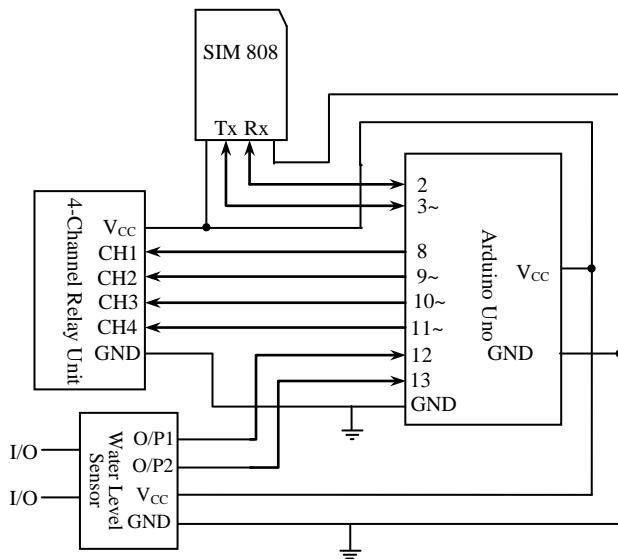 SIM 808
Tx Rx
4-Channel Relay Unit
VCC
CH1
CH2
CH3
CH4
GND
2
3~
8
9~
10~
11~
12
13
GND
Arduino Uno
VCC
GND
I/O
I/O
Water Level
Sensor
O/P1
O/P2
VCC
GND